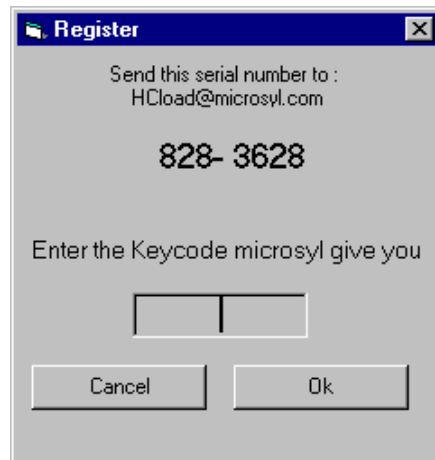 Register
Send this serial number to :
HCload@microsyl.com
828- 3628
Enter the Keycode microsyl give you
Cancel Ok